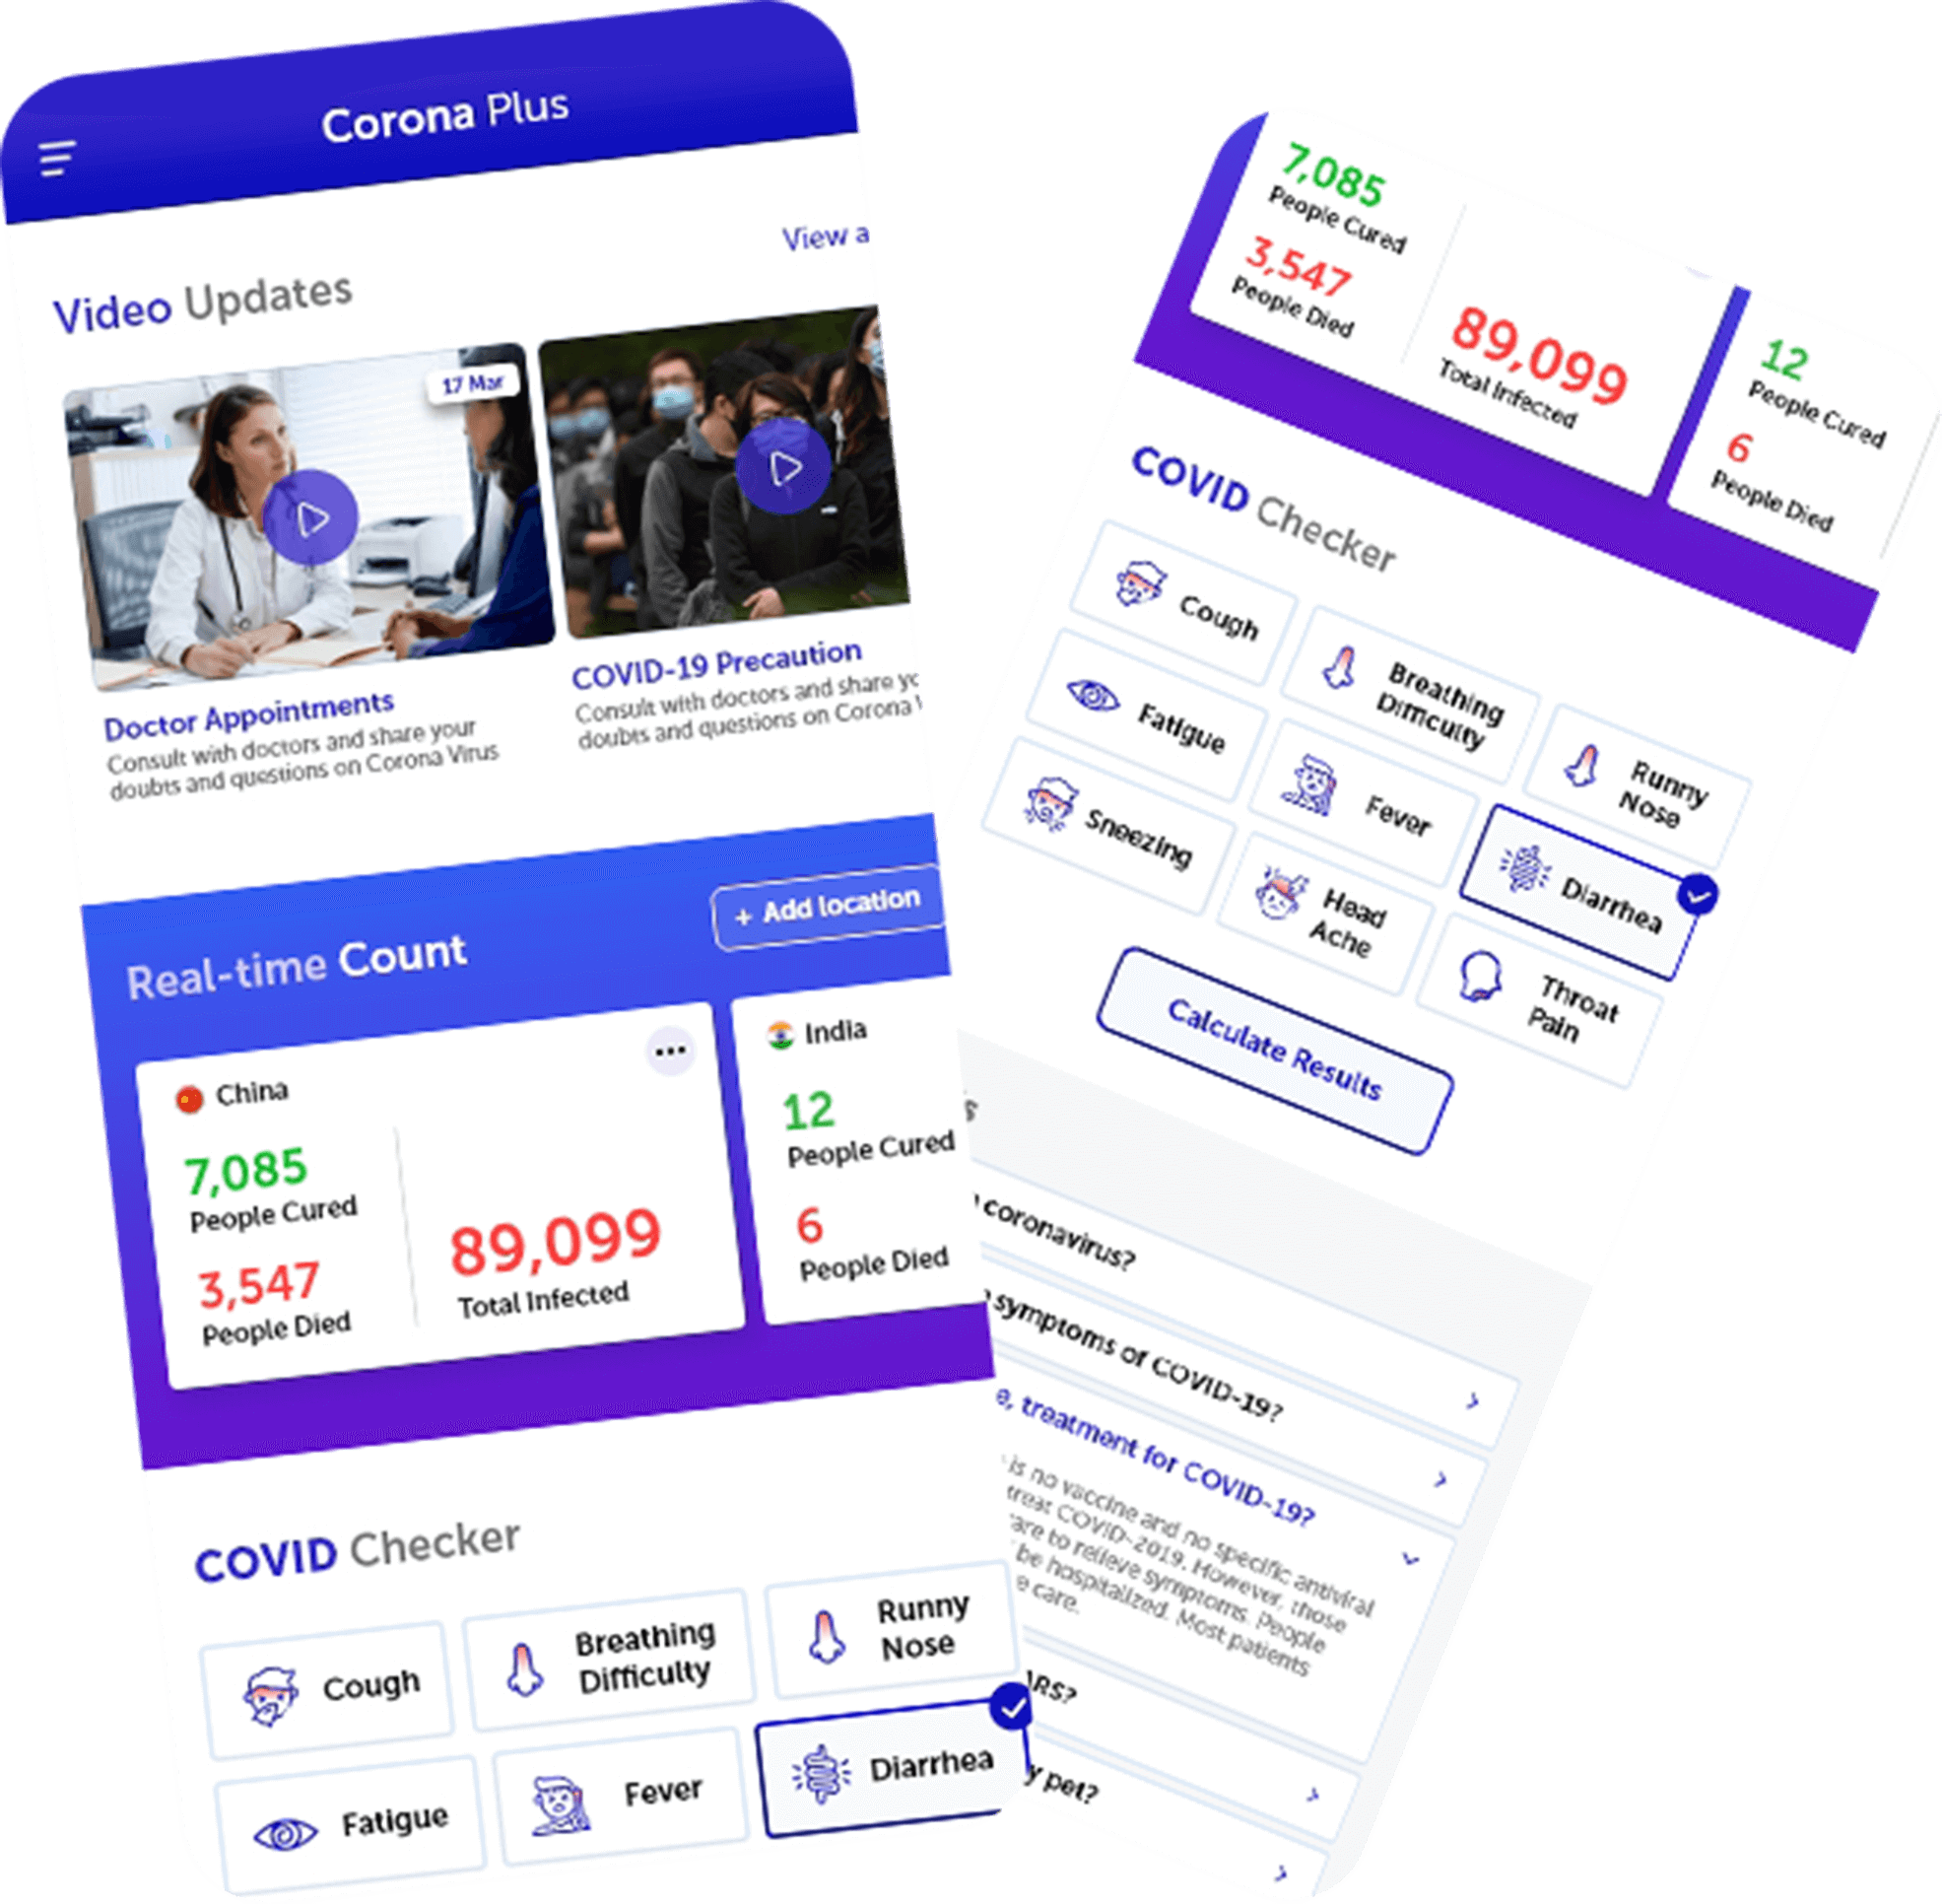 Corona Plus
View a
Video Updates
17 Mar
Doctor Appointments
Consult with doctors and share your
doubts and questions on Corona Virus
COVID-19 Precaution
Consult with doctors and share yo
doubts and questions on Corona
Real-time Count
+ Add location
China
7,085
People Cured
3,547
People Died
89,099
Total Infected
India
12
People Cured
6
People Died
COVID Checker
Cough
Breathing
Difficulty
Runny
Nose
Fatigue
Fever
Diarrhea
7,085
People Cured
3,547
People Died
89,099
Total Infected
12
People Cured
6
People Died
COVID Checker
Cough
Breathing
Difficulty
Runny
Nose
Fatigue
Fever
Diarrhea
Sneezing
Head
Ache
Throat
Pain
Calculate Results
coronavirus?
symptoms of COVID-19?
e, treatment for COVID-19?
is no vaccine and no specific antiviral
treat COVID-2019. However, those
are to relieve symptoms. People
be hospitalized. Most patients
e care.
ARS?
y pet?